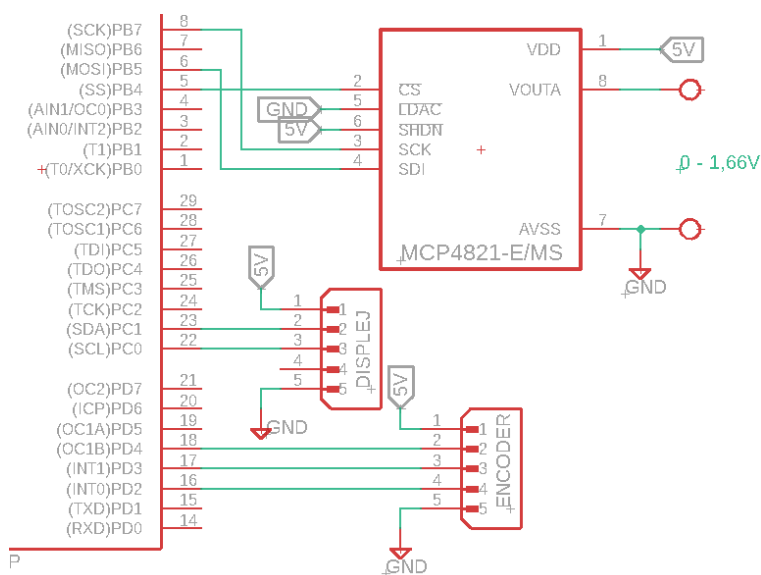 (SCK)PB7 8
(MISO)PB6 7
(MOSI)PB5 6
(SS)PB4 5
(AIN1/OC0)PB3 4
(AIN0/INT2)PB2 3
(T1)PB1 2
(T0/XCK)PB0 1
(TOSC2)PC7 29
(TOSC1)PC6 28
(TDI)PC5 27
(TDO)PC4 26
(TMS)PC3 25
(TCK)PC2 24
(SDA)PC1 23
(SCL)PC0 22
(OC2)PD7 21
(ICP)PD6 20
(OC1A)PD5 19
(OC1B)PD4 18
(INT1)PD3 17
(INT0)PD2 16
(TXD)PD1 15
(RXD)PD0 14
P
2 CS
GND 5 LDAC
5V 6 SHDN
3 SCK
4 SDI
VDD 1 5V
VOUTA 8
0 - 1,66V
AVSS 7
MCP4821-E/MS
GND
5V
1 1
2 2
3 3
4 4
5 5
DISPLEJ
GND
5V
1 1
2 2
3 3
4 4
5 5
ENCODER
GND